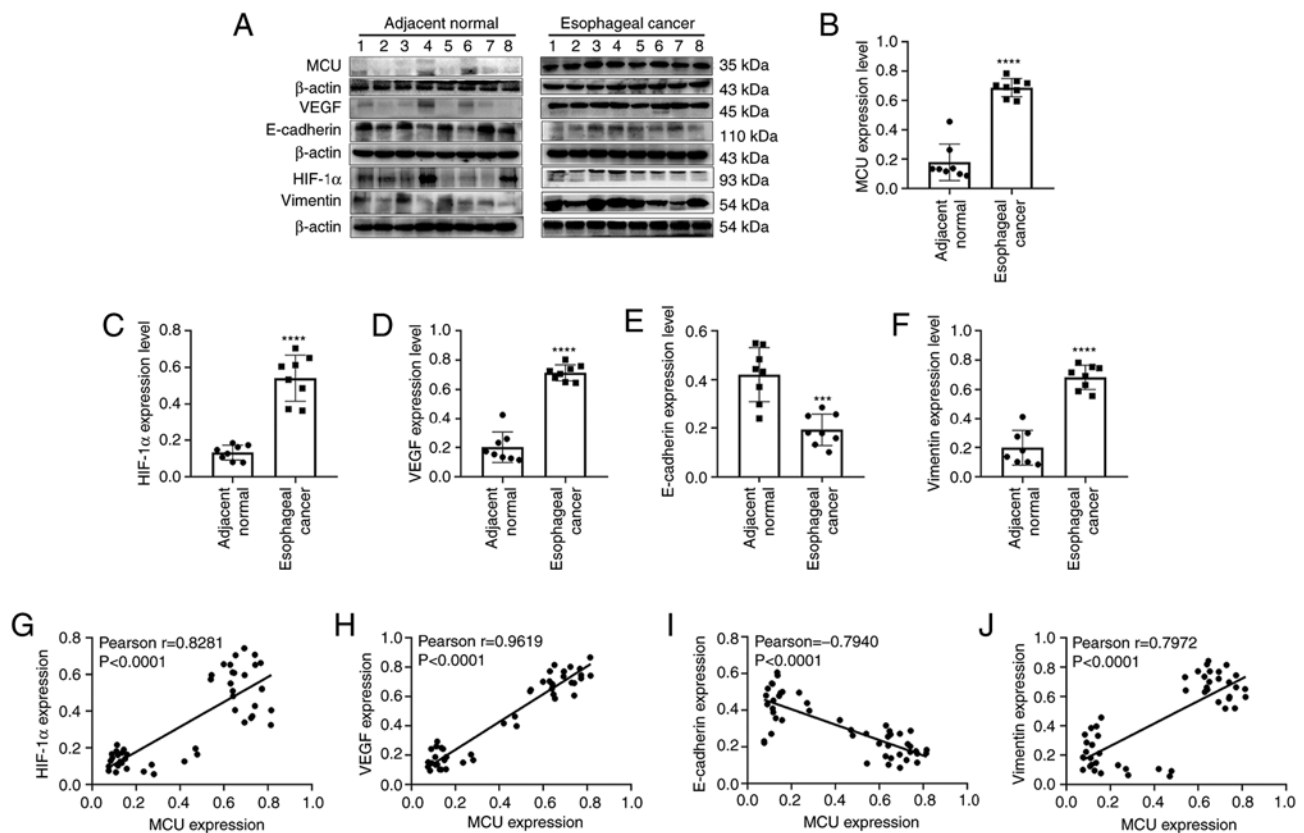 A
Adjacent normal
Esophageal cancer
1 2 3 4 5 6 7 8
1 2 3 4 5 6 7 8
MCU
35 kDa
β-actin
43 kDa
VEGF
45 kDa
E-cadherin
110 kDa
β-actin
43 kDa
HIF-1α
93 kDa
Vimentin
54 kDa
β-actin
54 kDa
B
MCU expression level
1.0
0.8
0.6
0.4
0.2
0.0
****
Adjacent normal
Esophageal cancer
C
HIF-1α expression level
0.8
0.6
0.4
0.2
0.0
****
Adjacent normal
Esophageal cancer
D
VEGF expression level
1.0
0.8
0.6
0.4
0.2
0.0
****
Adjacent normal
Esophageal cancer
E
E-cadherin expression level
0.6
0.4
0.2
0.0
***
Adjacent normal
Esophageal cancer
F
Vimentin expression level
1.0
0.8
0.6
0.4
0.2
0.0
****
Adjacent normal
Esophageal cancer
G
Pearson r=0.8281
P<0.0001
HIF-1α expression
0.8
0.6
0.4
0.2
0.0
0.0 0.2 0.4 0.6 0.8 1.0
MCU expression
H
Pearson r=0.9619
P<0.0001
VEGF expression
1.0
0.8
0.6
0.4
0.2
0.0
0.0 0.2 0.4 0.6 0.8 1.0
MCU expression
I
Pearson=−0.7940
P<0.0001
E-cadherin expression
0.8
0.6
0.4
0.2
0.0
0.0 0.2 0.4 0.6 0.8 1.0
MCU expression
J
Pearson r=0.7972
P<0.0001
Vimentin expression
1.0
0.8
0.6
0.4
0.2
0.0
0.0 0.2 0.4 0.6 0.8 1.0
MCU expression